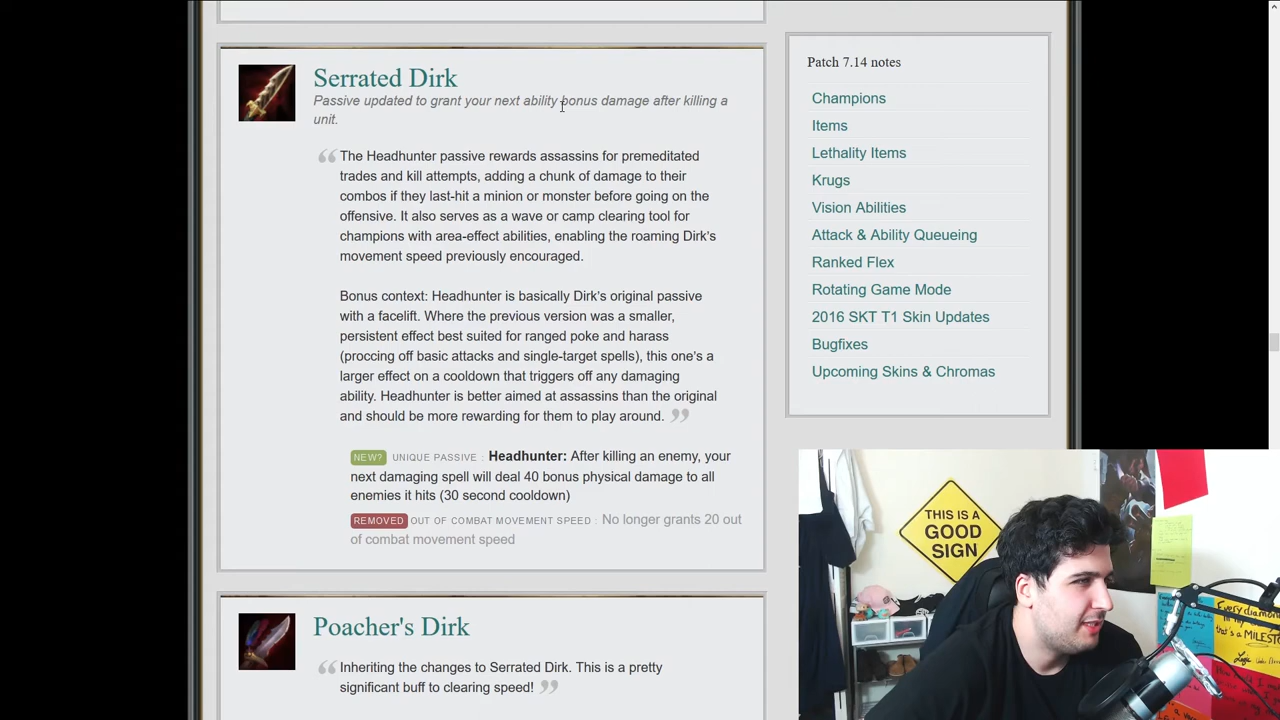 Serrated Dirk
Passive updated to grant your next ability bonus damage after killing a
unit.
“ The Headhunter passive rewards assassins for premeditated
trades and kill attempts, adding a chunk of damage to their
combos if they last-hit a minion or monster before going on the
offensive. It also serves as a wave or camp clearing tool for
champions with area-effect abilities, enabling the roaming Dirk's
movement speed previously encouraged.
Bonus context: Headhunter is basically Dirk's original passive
with a facelift. Where the previous version was a smaller,
persistent effect best suited for ranged poke and harass
(proccing off basic attacks and single-target spells), this one's a
larger effect on a cooldown that triggers off any damaging
ability. Headhunter is better aimed at assassins than the original
and should be more rewarding for them to play around. ”
NEW? UNIQUE PASSIVE : Headhunter: After killing an enemy, your
next damaging spell will deal 40 bonus physical damage to all
enemies it hits (30 second cooldown)
REMOVED OUT OF COMBAT MOVEMENT SPEED : No longer grants 20 out
of combat movement speed
Poacher's Dirk
“ Inheriting the changes to Serrated Dirk. This is a pretty
significant buff to clearing speed! ”
Patch 7.14 notes
Champions
Items
Lethality Items
Krugs
Vision Abilities
Attack & Ability Queueing
Ranked Flex
Rotating Game Mode
2016 SKT T1 Skin Updates
Bugfixes
Upcoming Skins & Chromas
THIS IS A
GOOD
SIGN
Every diamond
that's a MILESTO